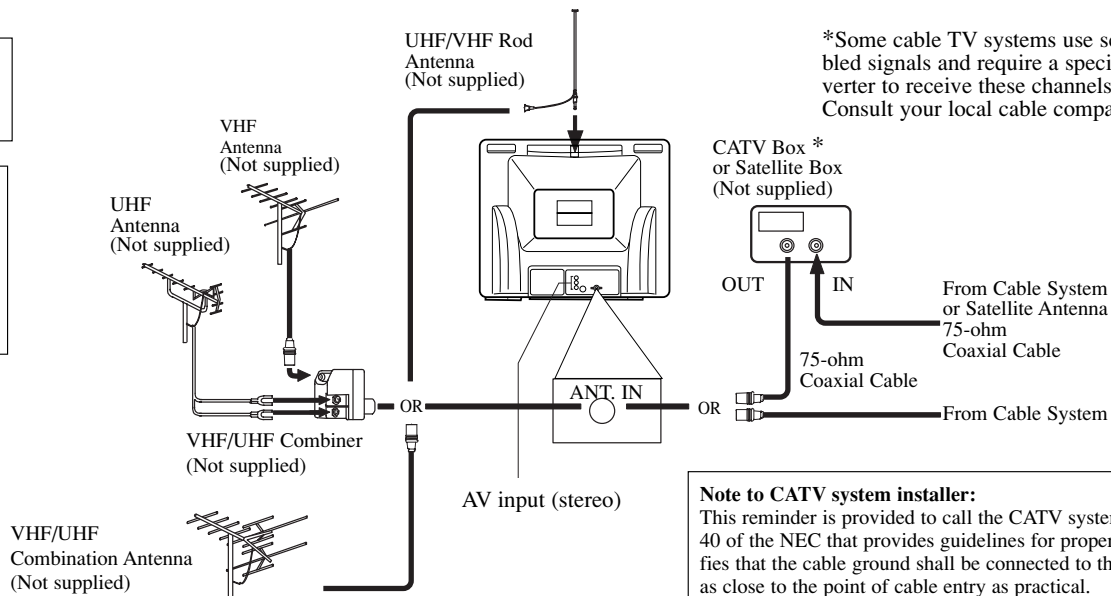 UHF/VHF Rod
Antenna
(Not supplied)
*Some cable TV systems use
bled signals and require a
verter to receive these channels
Consult your local cable
VHF
Antenna
(Not supplied)
CATV Box *
or Satellite Box
(Not supplied)
UHF
Antenna
(Not supplied)
OUT
IN
From Cable System
or Satellite Antenna
75-ohm
Coaxial Cable
75-ohm
Coaxial Cable
ANT. IN
OR
OR
From Cable System
VHF/UHF Combiner
(Not supplied)
AV input (stereo)
VHF/UHF
Combination Antenna
(Not supplied)
Note to CATV system installer:
This reminder is provided to call the CATV system
40 of the NEC that provides guidelines for proper
fies that the cable ground shall be connected to the
as close to the point of cable entry as practical.